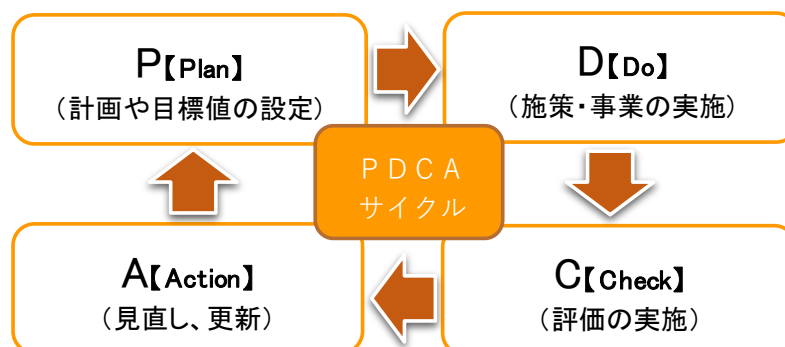 P【Plan】
（計画や目標値の設定）
D【Do】
（施策・事業の実施）
PDCA
サイクル
A【Action】
（見直し、更新）
C【Check】
（評価の実施）